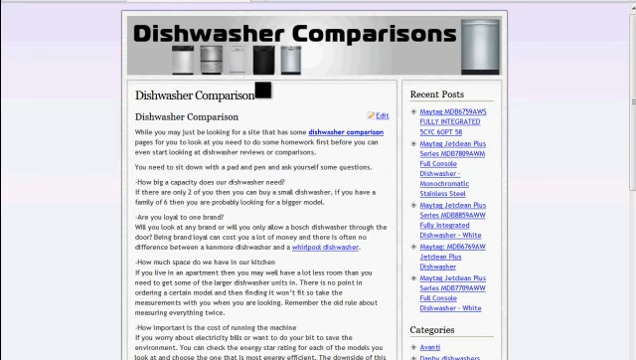 Dishwasher Comparisons
Dishwasher Comparison
Dishwasher Comparison
Edit
While you may just be looking for a site that has some dishwasher comparison
pages for you to look at you need to do some homework first before you can
even start looking at dishwasher reviews or comparisons.
You need to sit down with a pad and pen and ask yourself some questions.
-How big a capacity does our dishwasher need?
If there are only 2 of you then you can buy a small dishwasher, if you have a
family of 6 then you are probably looking for a bigger model.
-Are you loyal to one brand?
Will you look at any brand or will you only allow a bosch dishwasher through the
door? Being brand loyal can cost you a lot of money and there is often no
difference between a kenmore dishwasher and a whirlpool dishwasher.
-How much space do we have in our kitchen
If you live in an apartment then you may well have a lot less room than you
need to get some of the larger dishwasher units in. There is no point in
ordering a certain model and then finding it won't fit so take the
measurements with you when you are looking. Remember the old rule about
measuring everything twice.
-How important is the cost of running the machine
If you worry about electricity bills or want to do your bit to save the
environment. You can check the energy star rating for each of the models you
look at and choose the one that is most energy efficient. The downside of this
Recent Posts
Maytag MDB6759AWS
FULLY INTEGRATED
5CYC 6OPT 58
Maytag Jetclean Plus
Series MDB7809AWM
Full Console
Dishwasher -
Monochromatic
Stainless Steel
Maytag Jetclean Plus
Series MDB8859AWW
Fully Integrated
Dishwasher - White
Maytag: MDB6769AW
Jetclean Plus
Dishwasher
Maytag Jetclean Plus
Series MDB7709AWW
Full Console
Dishwasher - White
Categories
Avanti
Danby dishwashers